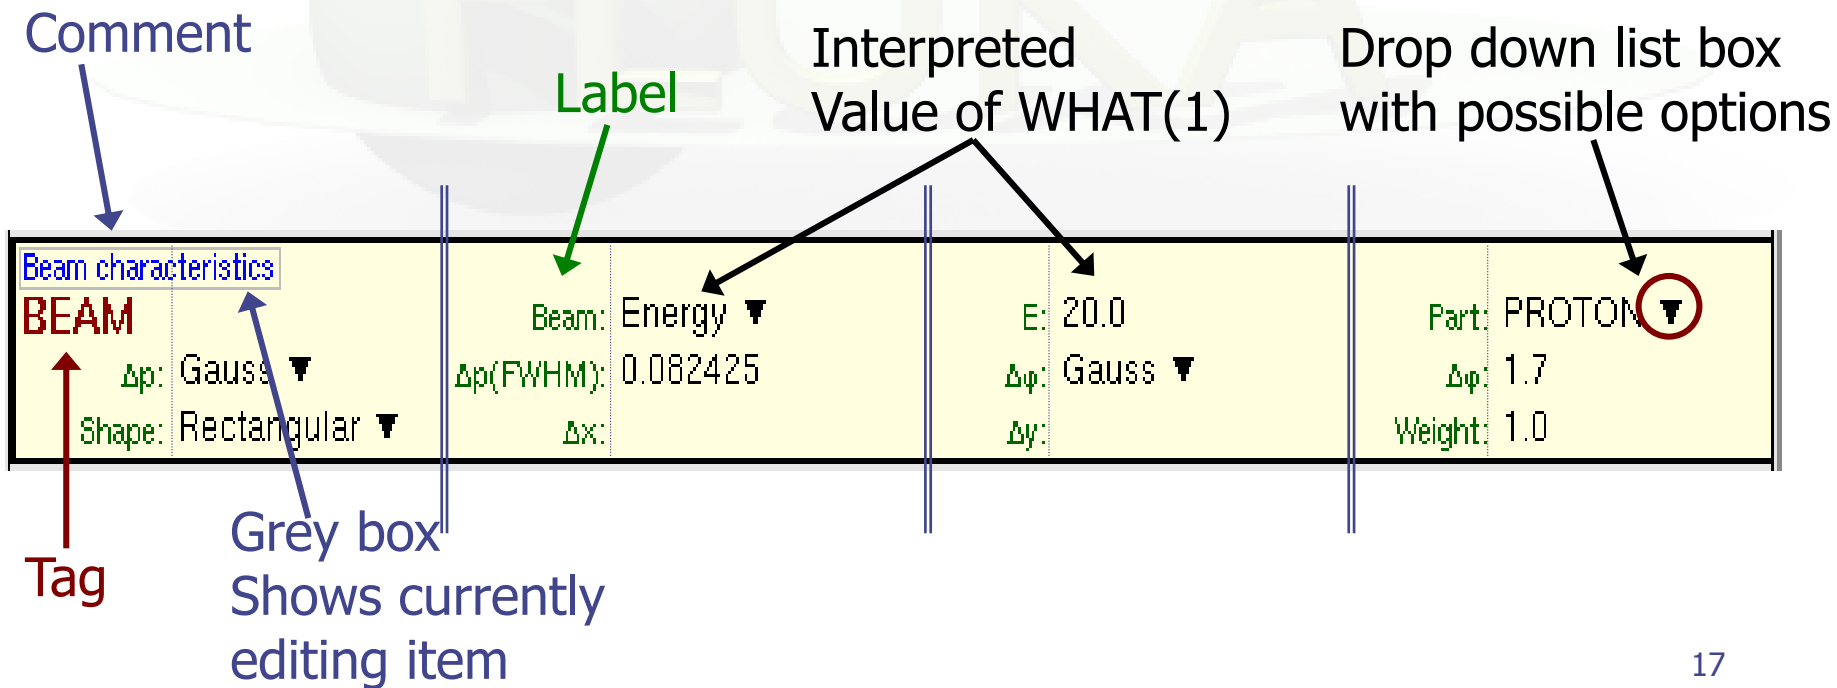 Comment
Label
Interpreted
Value of WHAT(1)
Drop down list box
with possible options
Beam characteristics
BEAM Beam: Energy ▼ E: 20.0 Part: PROTON ▼
Δp: Gauss ▼ Δp(FWHM): 0.082425 Δφ: Gauss ▼ Δφ: 1.7
Shape: Rectangular ▼ Δx: Δy: Weight: 1.0
Tag
Grey box
Shows currently
editing item
17
FLUKA